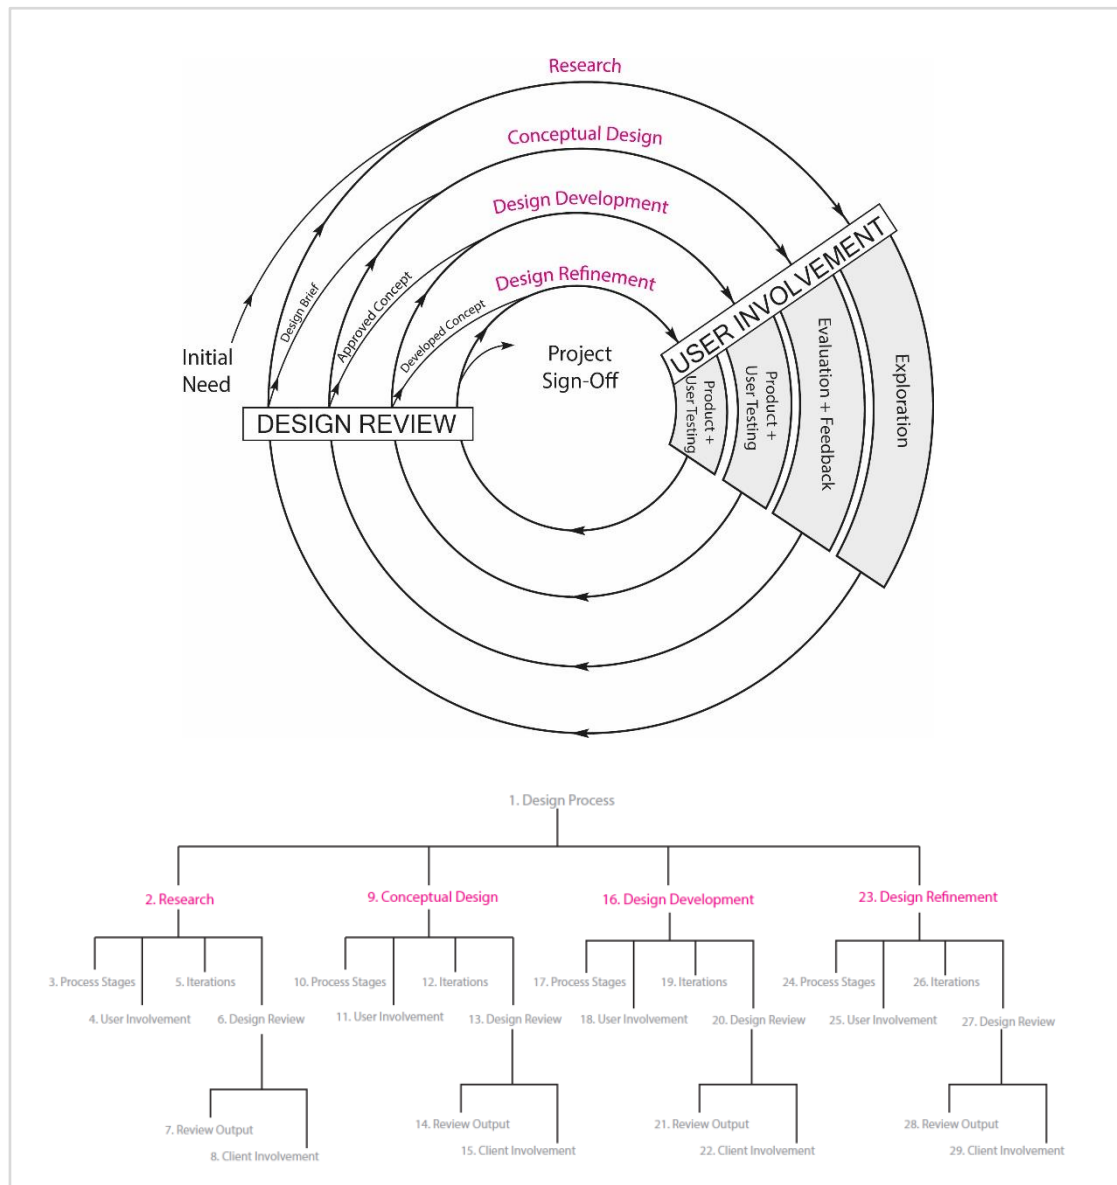 Research
Conceptual Design
Design Development
Design Refinement
Design Brief
Approved Concept
Developed Concept
Initial
Need
Project
Sign-Off
DESIGN REVIEW
USER INVOLVEMENT
Product +
User Testing
Product +
User Testing
Evaluation + Feedback
Exploration
1. Design Process
2. Research
9. Conceptual Design
16. Design Development
23. Design Refinement
3. Process Stages
5. Iterations
10. Process Stages
12. Iterations
17. Process Stages
19. Iterations
24. Process Stages
26. Iterations
4. User Involvement
6. Design Review
11. User Involvement
13. Design Review
18. User Involvement
20. Design Review
25. User Involvement
27. Design Review
7. Review Output
14. Review Output
21. Review Output
28. Review Output
8. Client Involvement
15. Client Involvement
22. Client Involvement
29. Client Involvement